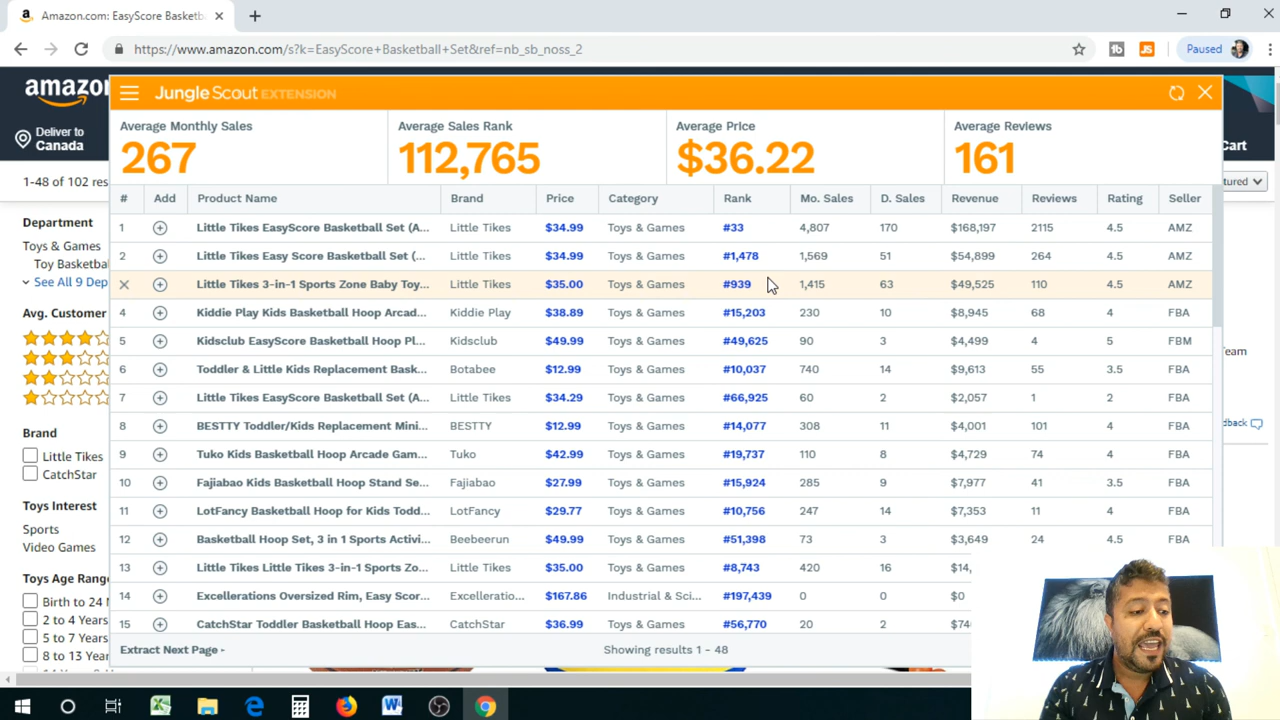 Amazon.com: EasyScore Basketb
https://www.amazon.com/s?k=EasyScore+Basketball+Set&ref=nb_sb_noss_2
Paused
amazon
Deliver to
Canada
Cart
1-48 of 102 res
tured
Jungle Scout EXTENSION
Average Monthly Sales
267
Average Sales Rank
112,765
Average Price
$36.22
Average Reviews
161
# Add Product Name Brand Price Category Rank Mo. Sales D. Sales Revenue Reviews Rating Seller
1 Little Tikes EasyScore Basketball Set (A... Little Tikes $34.99 Toys & Games #33 4,807 170 $168,197 2115 4.5 AMZ
2 Little Tikes Easy Score Basketball Set (... Little Tikes $34.99 Toys & Games #1,478 1,569 51 $54,899 264 4.5 AMZ
Little Tikes 3-in-1 Sports Zone Baby Toy... Little Tikes $35.00 Toys & Games #939 1,415 63 $49,525 110 4.5 AMZ
4 Kiddie Play Kids Basketball Hoop Arcad... Kiddie Play $38.89 Toys & Games #15,203 230 10 $8,945 68 4 FBA
5 Kidsclub EasyScore Basketball Hoop Pl... Kidsclub $49.99 Toys & Games #49,625 90 3 $4,499 4 5 FBM
6 Toddler & Little Kids Replacement Bask... Botabee $12.99 Toys & Games #10,037 740 14 $9,613 55 3.5 FBA
7 Little Tikes EasyScore Basketball Set (A... Little Tikes $34.29 Toys & Games #66,925 60 2 $2,057 1 2 FBA
8 BESTTY Toddler/Kids Replacement Mini... BESTTY $12.99 Toys & Games #14,077 308 11 $4,001 101 4 FBA
9 Tuko Kids Basketball Hoop Arcade Gam... Tuko $42.99 Toys & Games #19,737 110 8 $4,729 74 4 FBA
10 Fajiabao Kids Basketball Hoop Stand Se... Fajiabao $27.99 Toys & Games #15,924 285 9 $7,977 41 3.5 FBA
11 LotFancy Basketball Hoop for Kids Todd... LotFancy $29.77 Toys & Games #10,756 247 14 $7,353 11 4 FBA
12 Basketball Hoop Set, 3 in 1 Sports Activi... Beebeerun $49.99 Toys & Games #51,398 73 3 $3,649 24 4.5 FBA
13 Little Tikes Little Tikes 3-in-1 Sports Zo... Little Tikes $35.00 Toys & Games #8,743 420 16 $14,
14 Excellerations Oversized Rim, Easy Scor... Excelleratio... $167.86 Industrial & Sci... #197,439 0 0 $0
15 CatchStar Toddler Basketball Hoop Eas... CatchStar $36.99 Toys & Games #56,770 20 2 $740
Extract Next Page
Showing results 1 - 48
Department
Toys & Games
Toy Basketba
See All 9 Dep
Avg. Customer
Brand
Little Tikes
CatchStar
Toys Interest
Sports
Video Games
Toys Age Rang
Birth to 24 M
2 to 4 Years
5 to 7 Years
8 to 13 Years
Team
dback